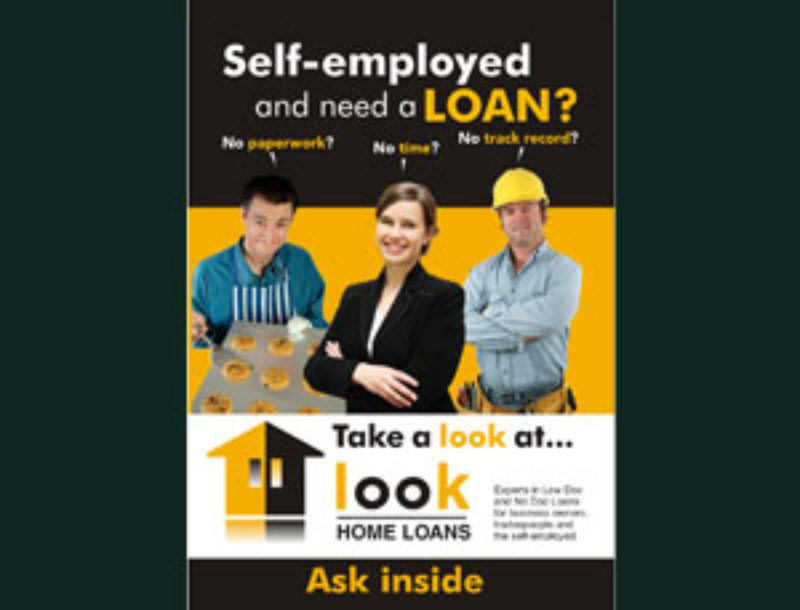 Self-employed
and need a LOAN?
No paperwork?
No time?
No track record?
Take a look at...
look
HOME LOANS
Experts in Low Doc
and No Doc Loans
for business owners,
tradespeople and
the self-employed.
Ask inside